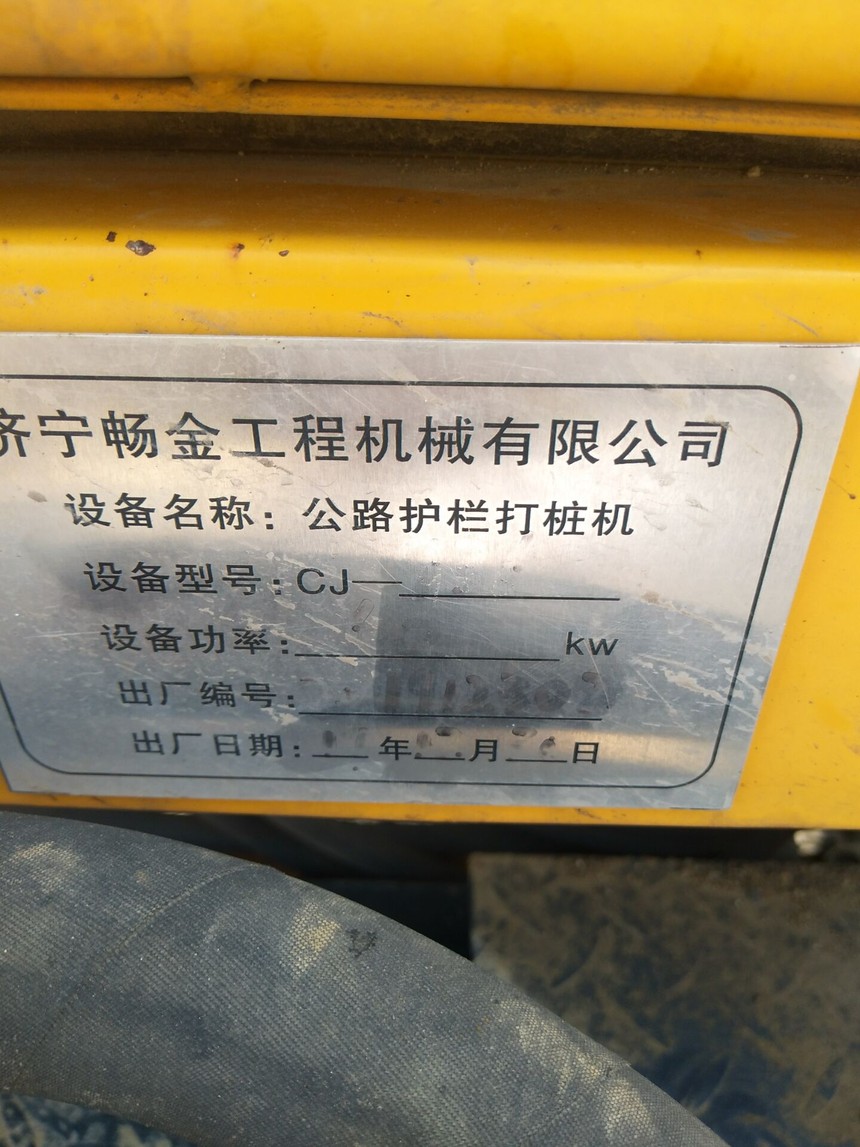 济宁畅金工程机械有限公司
设备名称：公路护栏打桩机
设备型号：CJ—
设备功率： kw
出厂编号：
出厂日期： 年 月 日